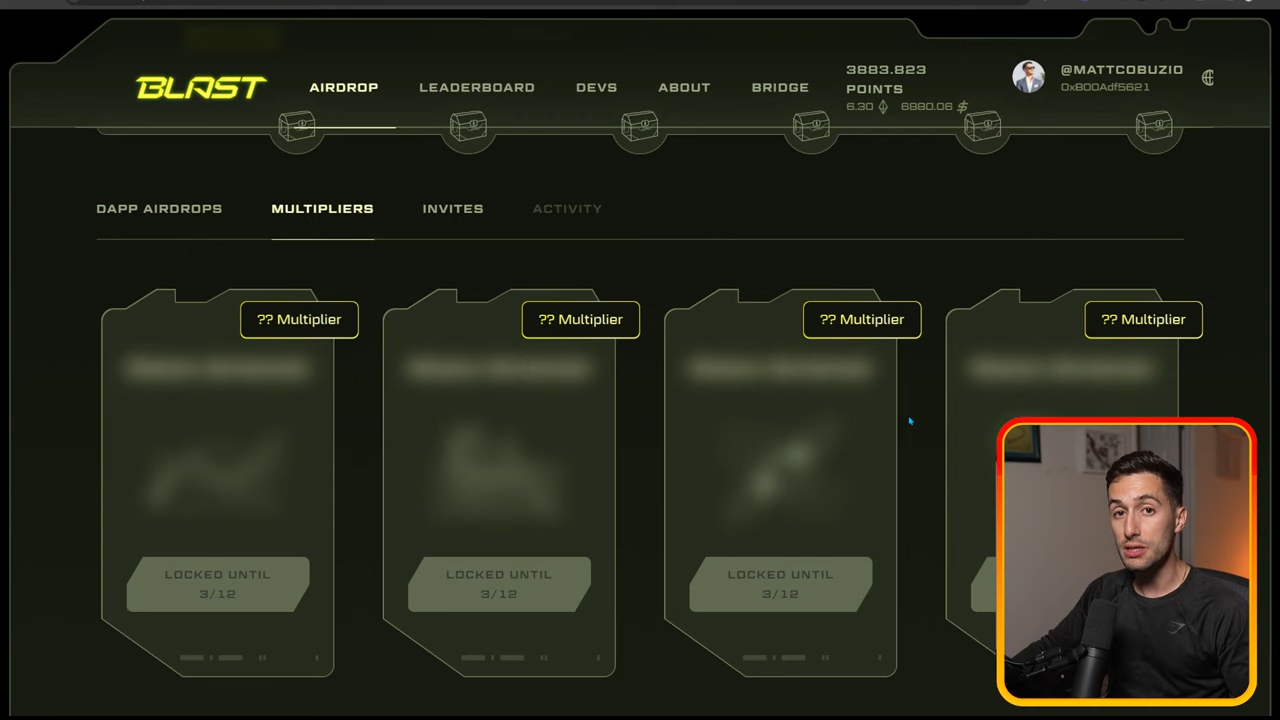 BLAST
AIRDROP
LEADERBOARD
DEVS
ABOUT
BRIDGE
3883.823
POINTS
6.30 6880.06 $
@MATTCOBUZIO
0xB00Adf5621
DAPP AIRDROPS
MULTIPLIERS
INVITES
ACTIVITY
?? Multiplier
?? Multiplier
?? Multiplier
?? Multiplier
LOCKED UNTIL
3/12
LOCKED UNTIL
3/12
LOCKED UNTIL
3/12